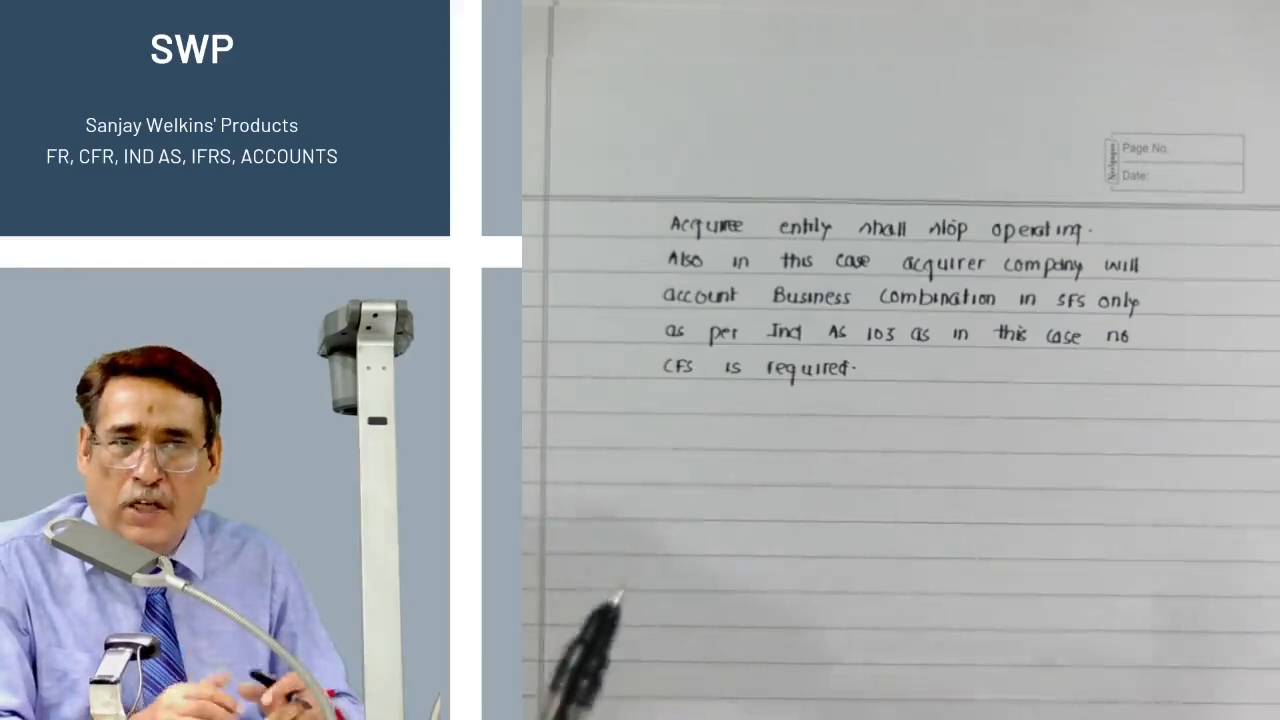 SWP
Sanjay Welkins' Products
FR, CFR, IND AS, IFRS, ACCOUNTS
Page No.
Date:
Acquiree entity shall stop operating.
Also in this case acquirer company will
account Business Combination in SFS only
as per Ind AS 103 as in this case no
CFS is required.